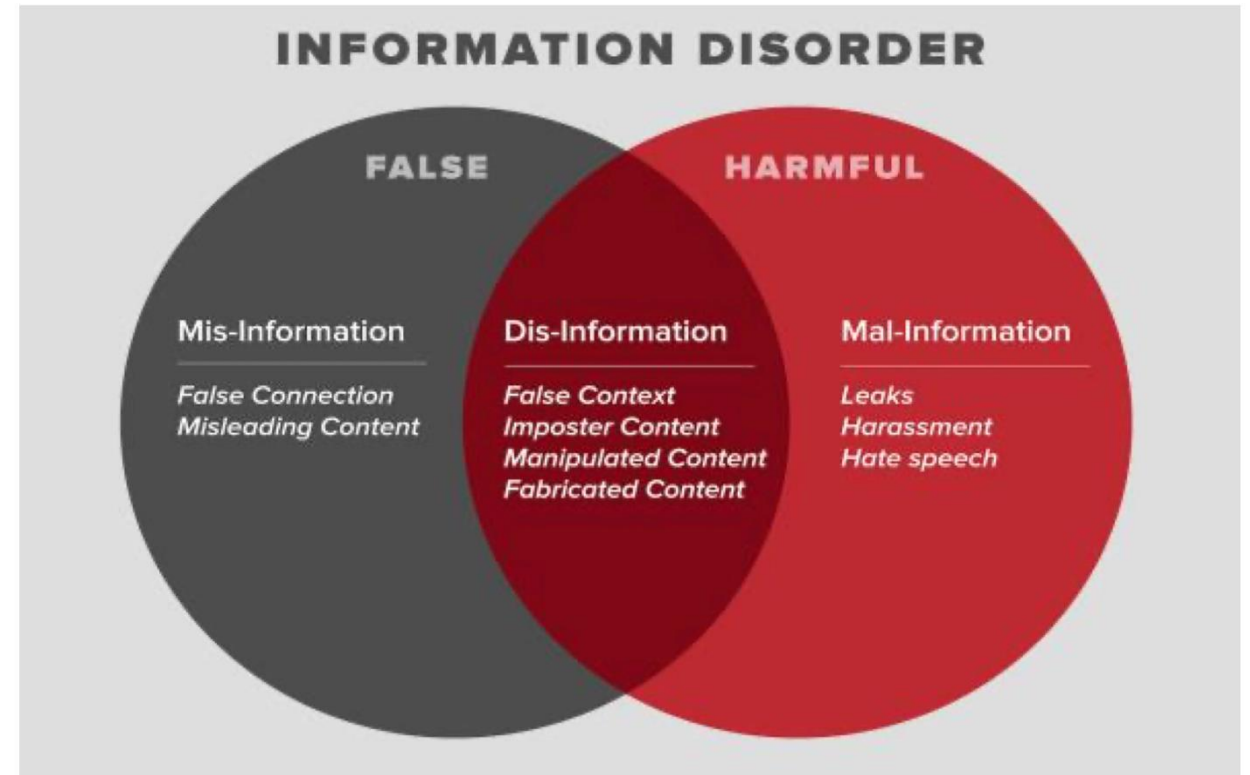 INFORMATION DISORDER
FALSE
HARMFUL
Mis-Information
False Connection
Misleading Content
Dis-Information
False Context
Imposter Content
Manipulated Content
Fabricated Content
Mal-Information
Leaks
Harassment
Hate speech